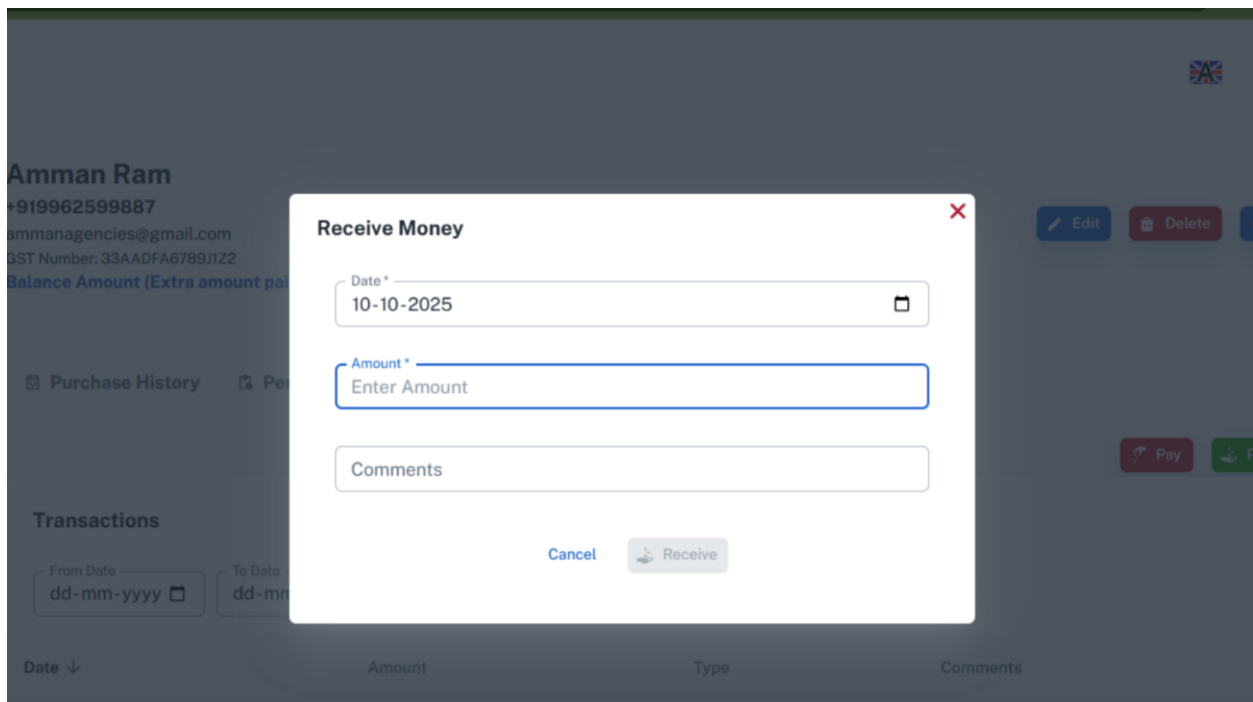 A
Amman Ram
+919962599887
ammanagencies@gmail.com
GST Number: 33AADFA6789J1Z2
Balance Amount (Extra amount pai
Edit
Delete
Receive Money
Date *
10-10-2025
Amount *
Enter Amount
Comments
Cancel
Receive
Purchase History
Pe
Pay
Transactions
From Date
dd-mm-yyyy
To Date
dd-mm
Date
Amount
Type
Comments